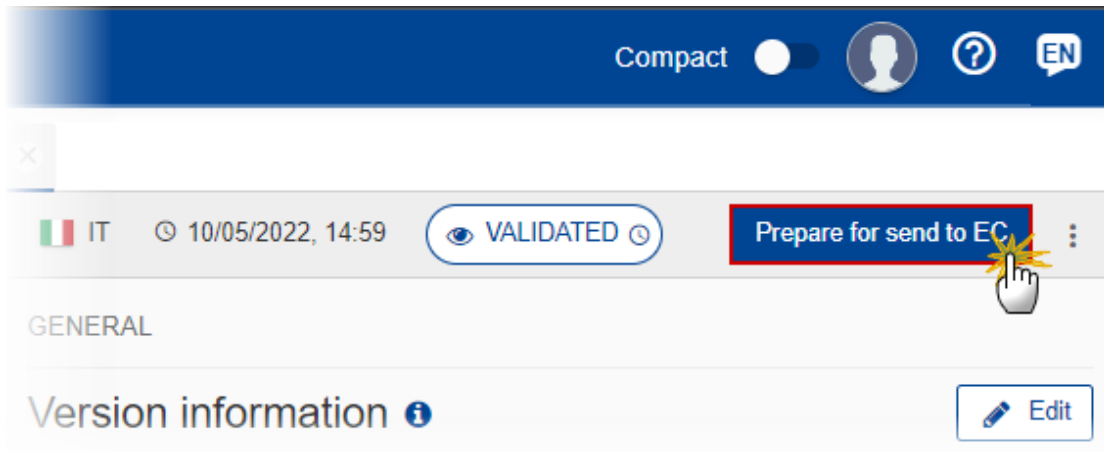 Compact EN
IT 10/05/2022, 14:59 VALIDATED Prepare for send to EC
GENERAL
Version information Edit